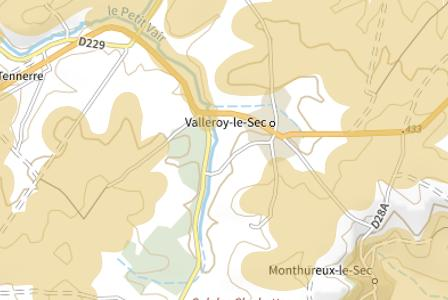 le Petit Vair
D229
Tennerre
Valleroy-le-Sec
433
D28A
Monthureux-le-Sec